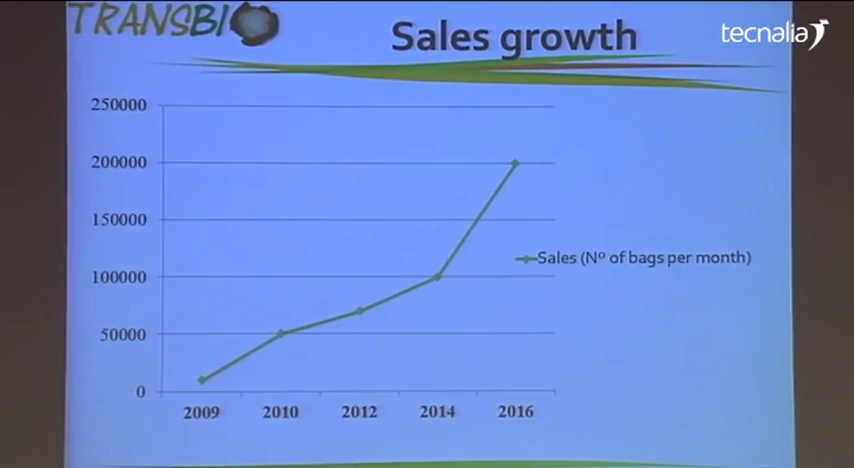 TRANSBIO
Sales growth
tecnalia
250000
200000
150000
100000
50000
0
2009 2010 2012 2014 2016
Sales (Nº of bags per month)